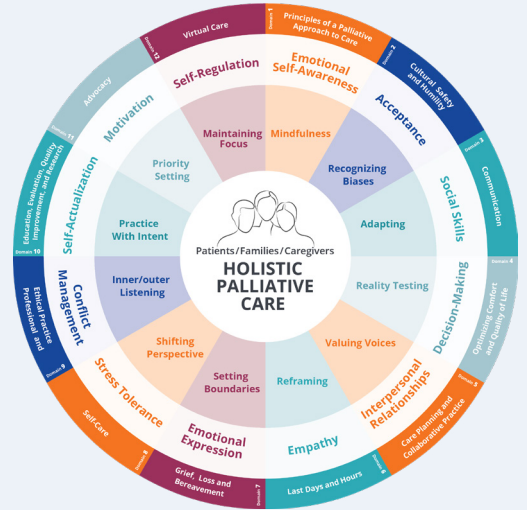 Domain 1
Principles of a Palliative
Approach to Care
Domain 2
Cultural Safety
and Humility
Domain 3
Communication
Domain 4
Optimizing Comfort
and Quality of Life
Domain 5
Care Planning and
Collaborative Practice
Domain 6
Last Days and Hours
Domain 7
Grief, Loss and
Bereavement
Domain 8
Self-Care
Domain 9
Professional and
Ethical Practice
Domain 10
Education, Evaluation, Quality
Improvement, and Research
Domain 11
Advocacy
Domain 12
Virtual Care
Emotional
Self-Awareness
Acceptance
Social Skills
Decision-Making
Interpersonal
Relationships
Empathy
Emotional
Expression
Stress Tolerance
Conflict
Management
Self-Actualization
Motivation
Self-Regulation
Mindfulness
Recognizing
Biases
Adapting
Reality Testing
Valuing Voices
Reframing
Setting
Boundaries
Shifting
Perspective
Inner/outer
Listening
Practice
With Intent
Priority
Setting
Maintaining
Focus
Patients/Families/Caregivers
HOLISTIC
PALLIATIVE
CARE